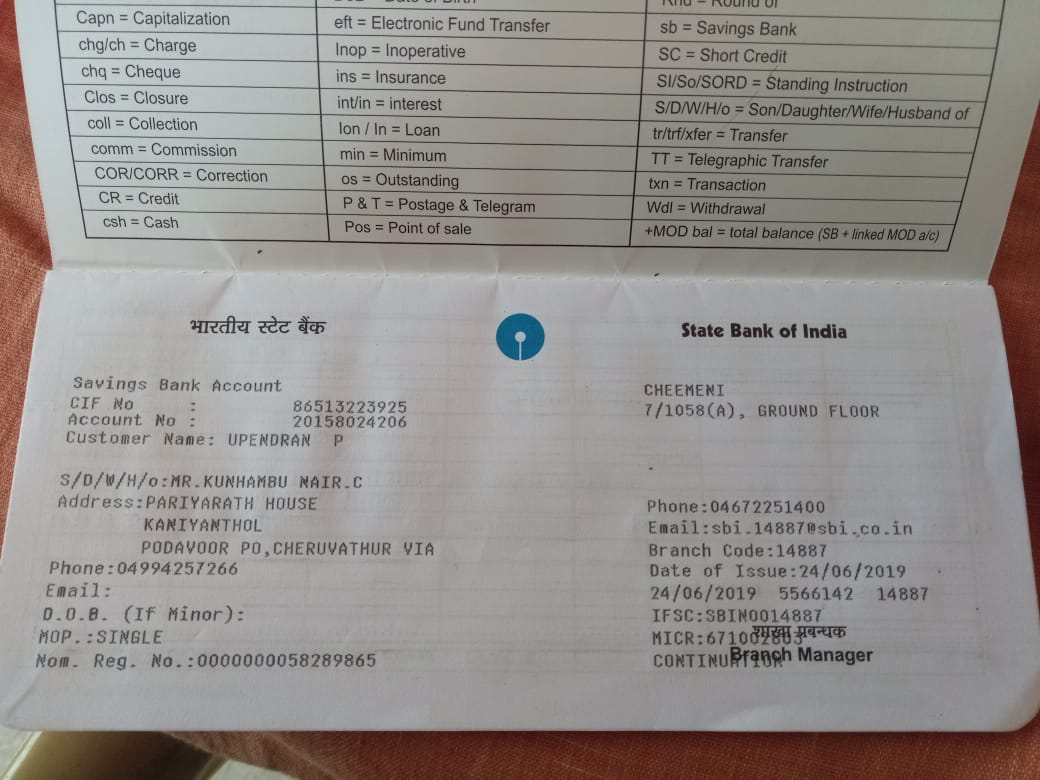 Capn = Capitalization
chg/ch = Charge
chq = Cheque
Clos = Closure
coll = Collection
comm = Commission
COR/CORR = Correction
CR = Credit
csh = Cash
eft = Electronic Fund Transfer
Inop = Inoperative
ins = Insurance
int/in = interest
lon / In = Loan
min = Minimum
os = Outstanding
P & T = Postage & Telegram
Pos = Point of sale
sb = Savings Bank
SC = Short Credit
SI/So/SORD = Standing Instruction
S/D/W/H/o = Son/Daughter/Wife/Husband of
tr/trf/xfer = Transfer
TT = Telegraphic Transfer
txn = Transaction
Wdl = Withdrawal
+MOD bal = total balance (SB + linked MOD a/c)
भारतीय स्टेट बैंक
State Bank of India
Savings Bank Account
CIF No : 86513223925
Account No : 20158024206
Customer Name: UPENDRAN P
S/D/W/H/o:MR.KUNHAMBU NAIR.C
Address:PARIYARATH HOUSE
KANIYANTHOL
PODAVOOR PO,CHERUVATHUR VIA
Phone:04994257266
Email:
D.O.B. (If Minor):
MOP.:SINGLE
Nom. Reg. No.:0000000058289865
CHEEMENI
7/1058(A), GROUND FLOOR
Phone:04672251400
Email:sbi.14887@sbi.co.in
Branch Code:14887
Date of Issue:24/06/2019
24/06/2019 5566142 14887
IFSC:SBIN0014887
MICR:671002803
शाखा प्रबन्धक
CONTINUATION
Branch Manager